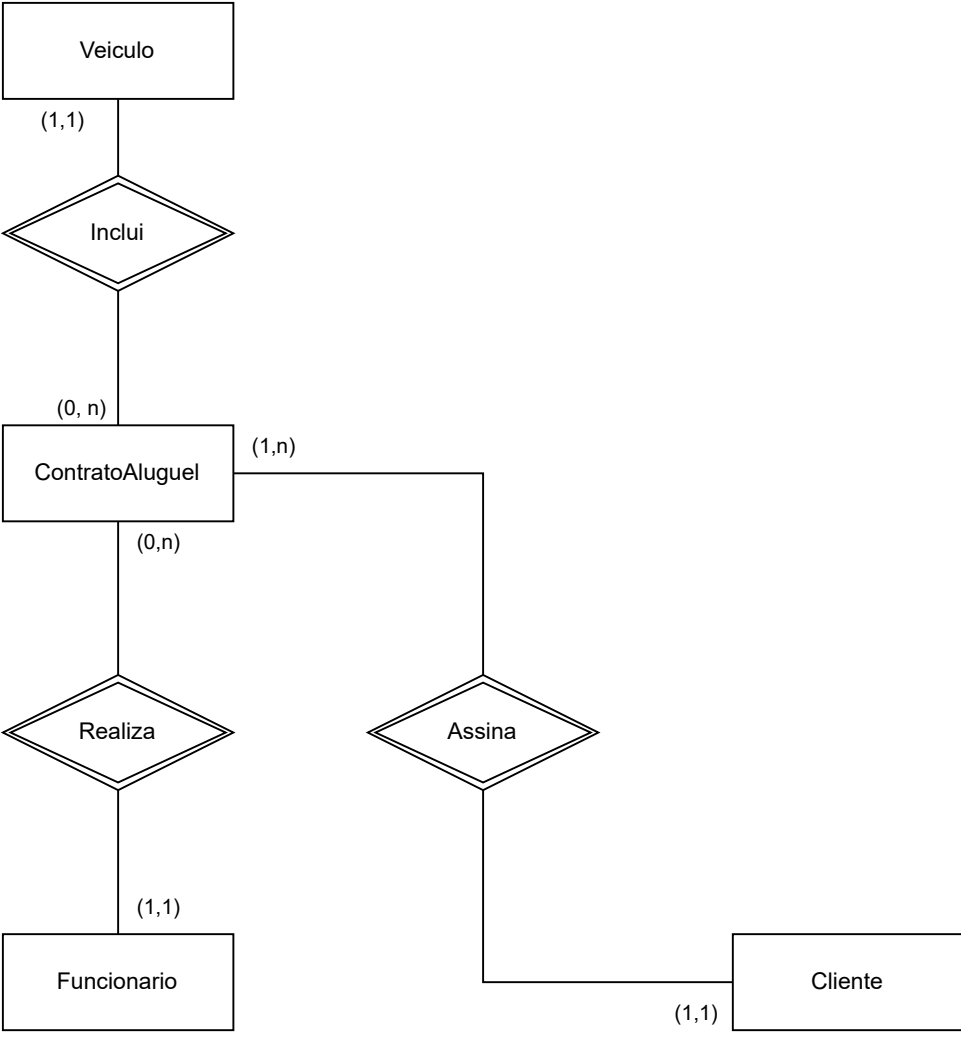 Veiculo
(1,1)
Inclui
(0, n)
ContratoAluguel
(1,n)
(0,n)
Realiza
Assina
(1,1)
Funcionario
Cliente
(1,1)